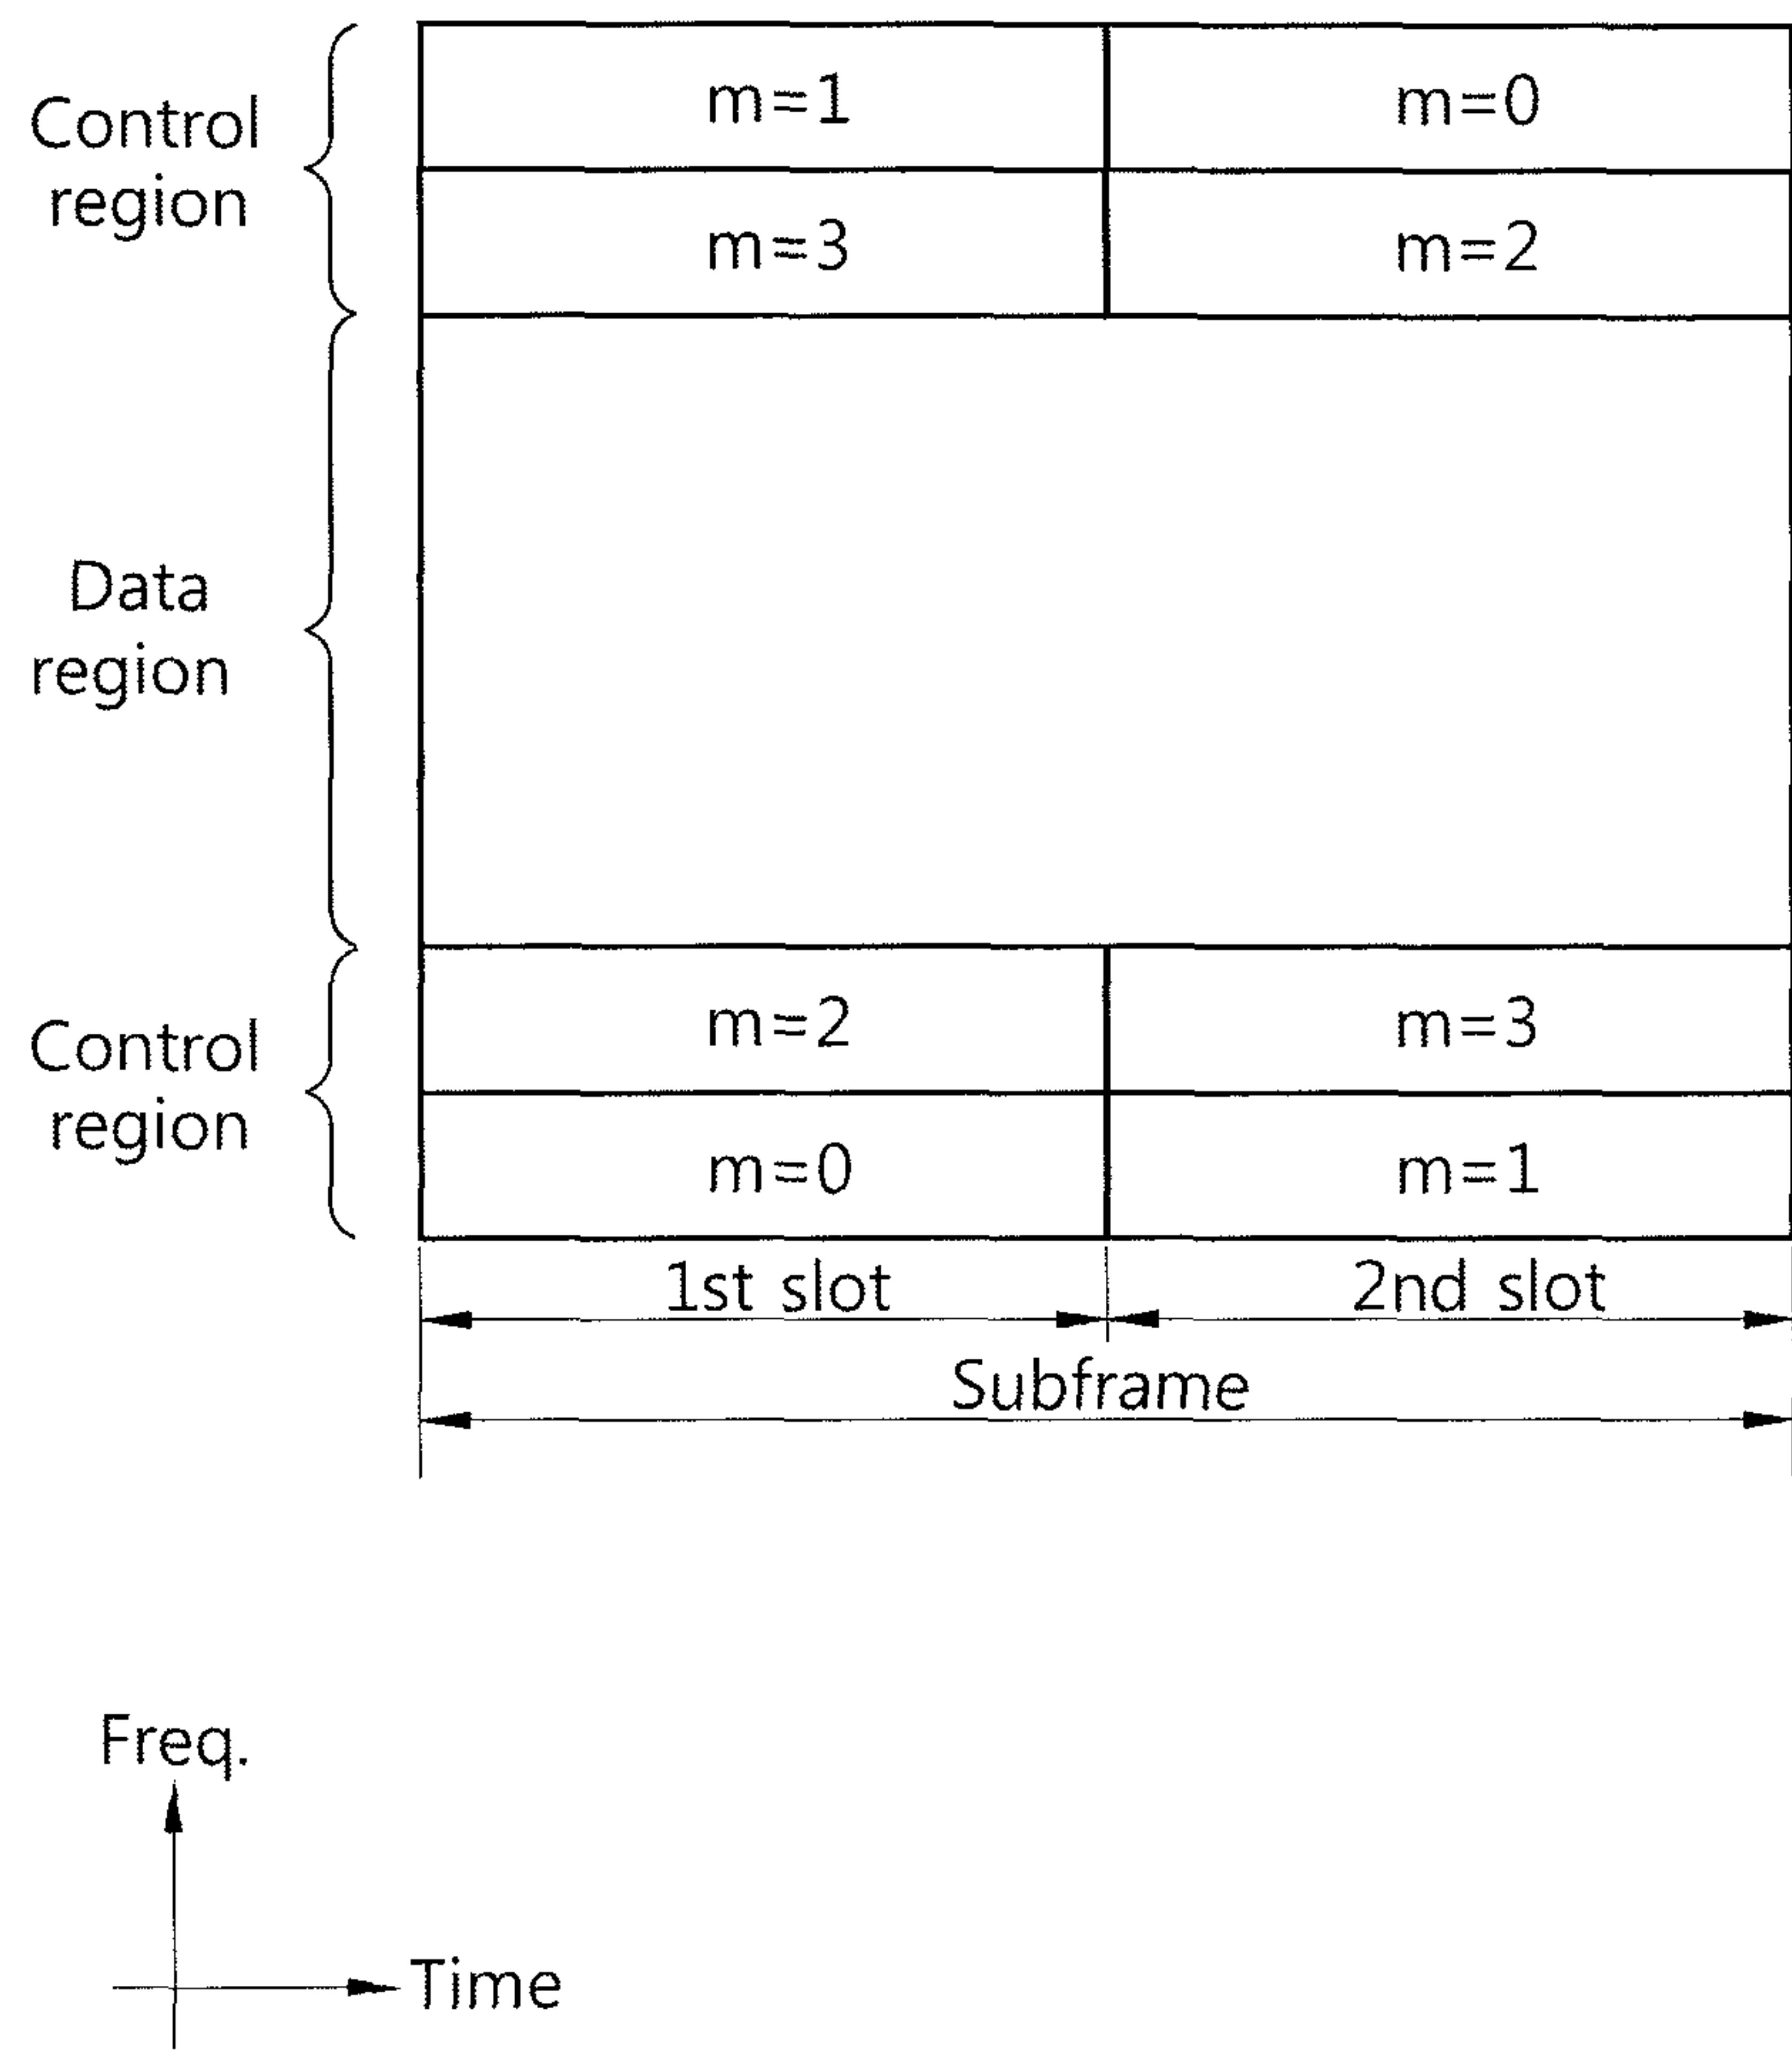 m=1 m=0
Control
region
m=3 m=2
Data
region
m=2 m=3
Control
region
m=0 m=1
1st slot 2nd slot
Subframe
Freq.
Time